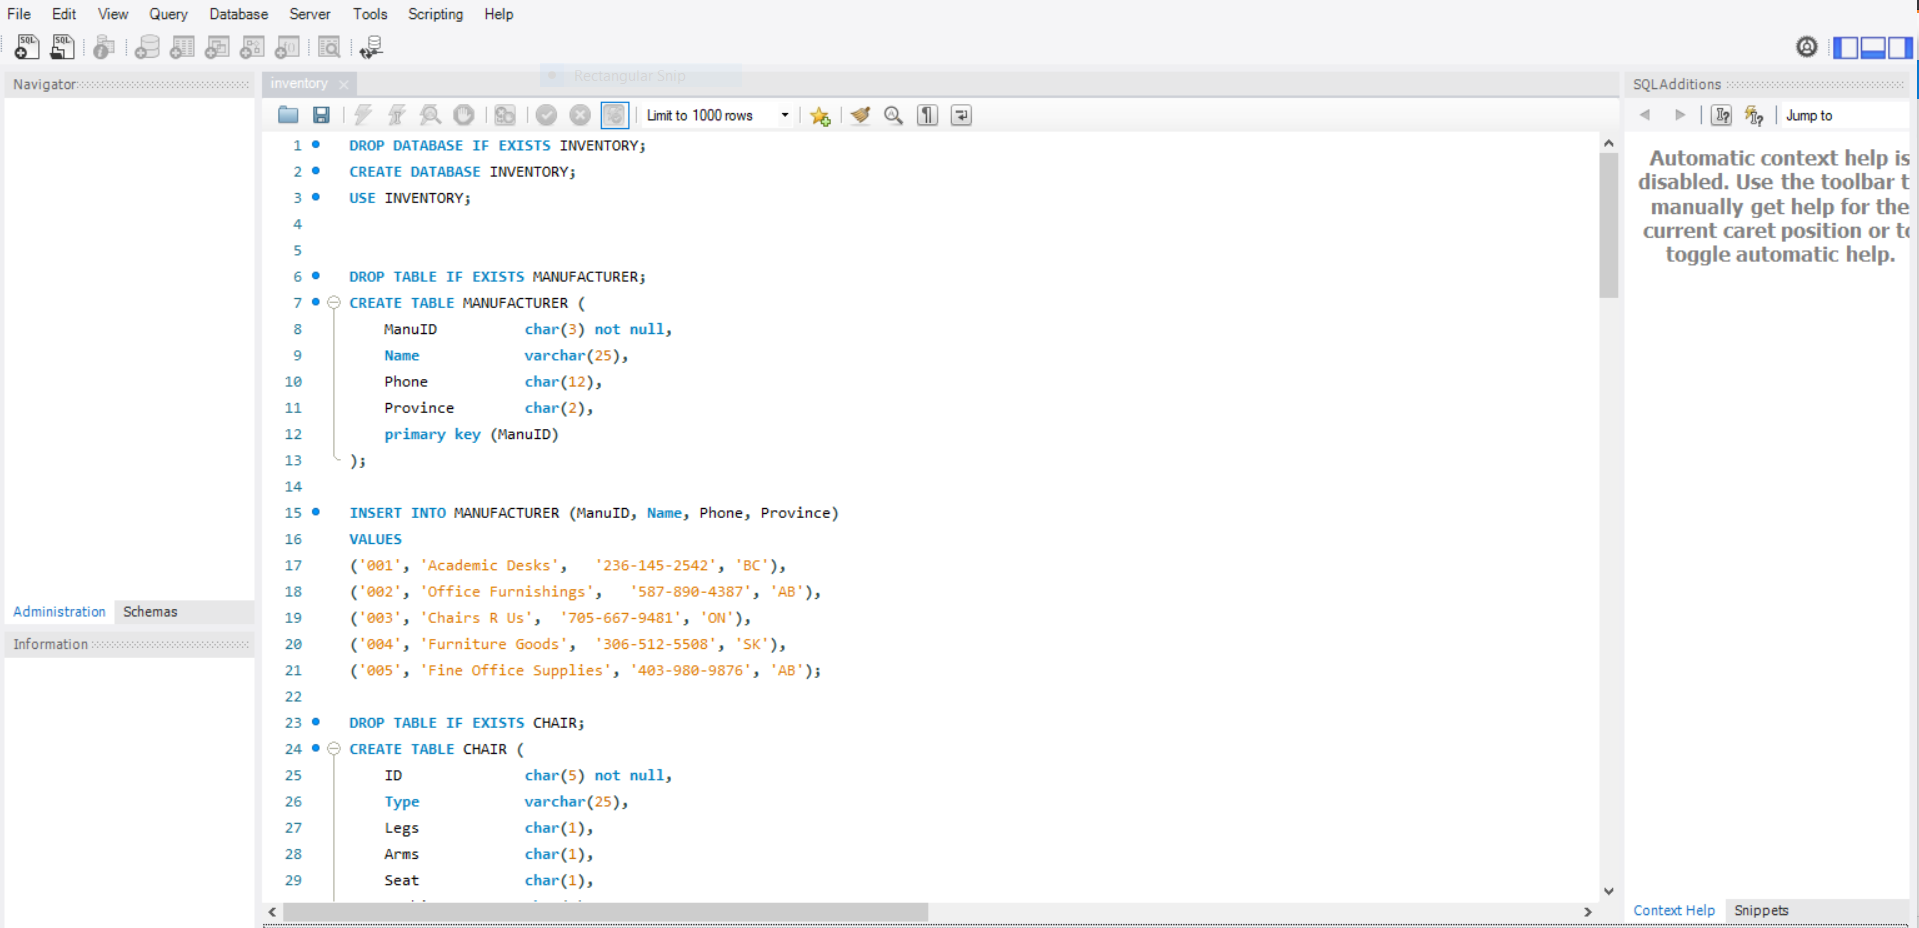 File Edit View Query Database Server Tools Scripting Help
Navigator
inventory
Rectangular Snip
SQLAdditions
Limit to 1000 rows
Jump to
1 DROP DATABASE IF EXISTS INVENTORY;
2 CREATE DATABASE INVENTORY;
3 USE INVENTORY;
4
5
6 DROP TABLE IF EXISTS MANUFACTURER;
7 CREATE TABLE MANUFACTURER (
8 ManuID char(3) not null,
9 Name varchar(25),
10 Phone char(12),
11 Province char(2),
12 primary key (ManuID)
13 );
14
15 INSERT INTO MANUFACTURER (ManuID, Name, Phone, Province)
16 VALUES
17 ('001', 'Academic Desks', '236-145-2542', 'BC'),
18 ('002', 'Office Furnishings', '587-890-4387', 'AB'),
19 ('003', 'Chairs R Us', '705-667-9481', 'ON'),
20 ('004', 'Furniture Goods', '306-512-5508', 'SK'),
21 ('005', 'Fine Office Supplies', '403-980-9876', 'AB');
22
23 DROP TABLE IF EXISTS CHAIR;
24 CREATE TABLE CHAIR (
25 ID char(5) not null,
26 Type varchar(25),
27 Legs char(1),
28 Arms char(1),
29 Seat char(1),
Automatic context help is
disabled. Use the toolbar t
manually get help for the
current caret position or to
toggle automatic help.
Administration Schemas
Information
Context Help Snippets